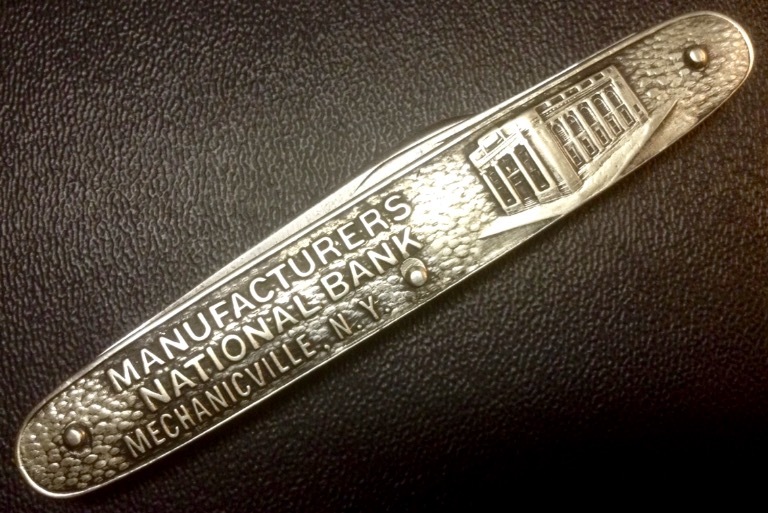 MANUFACTURERS
NATIONAL BANK
MECHANICVILLE, N.Y.